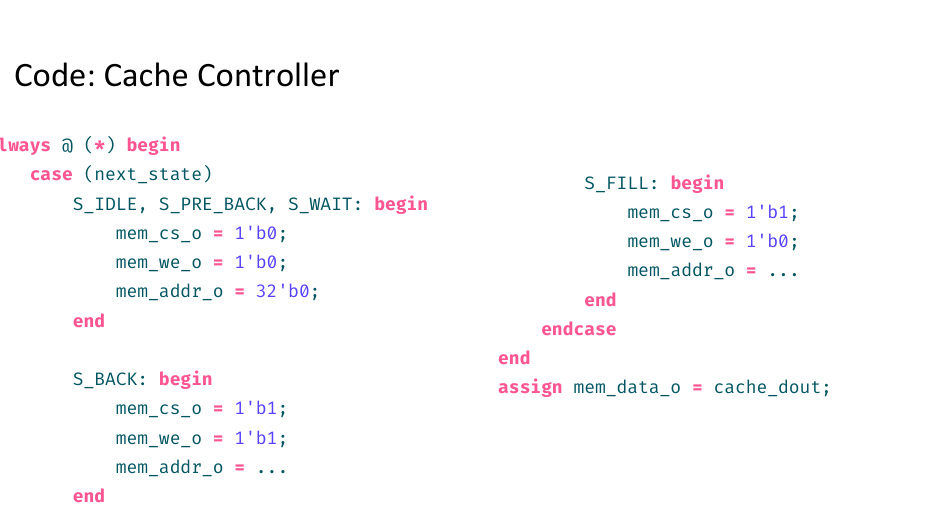 Code: Cache Controller
lways @ (*) begin
case (next_state)
S_IDLE, S_PRE_BACK, S_WAIT: begin
mem_cs_o = 1'b0;
mem_we_o = 1'b0;
mem_addr_o = 32'b0;
end
S_BACK: begin
mem_cs_o = 1'b1;
mem_we_o = 1'b1;
mem_addr_o = ...
end
S_FILL: begin
mem_cs_o = 1'b1;
mem_we_o = 1'b0;
mem_addr_o = ...
end
endcase
end
assign mem_data_o = cache_dout;